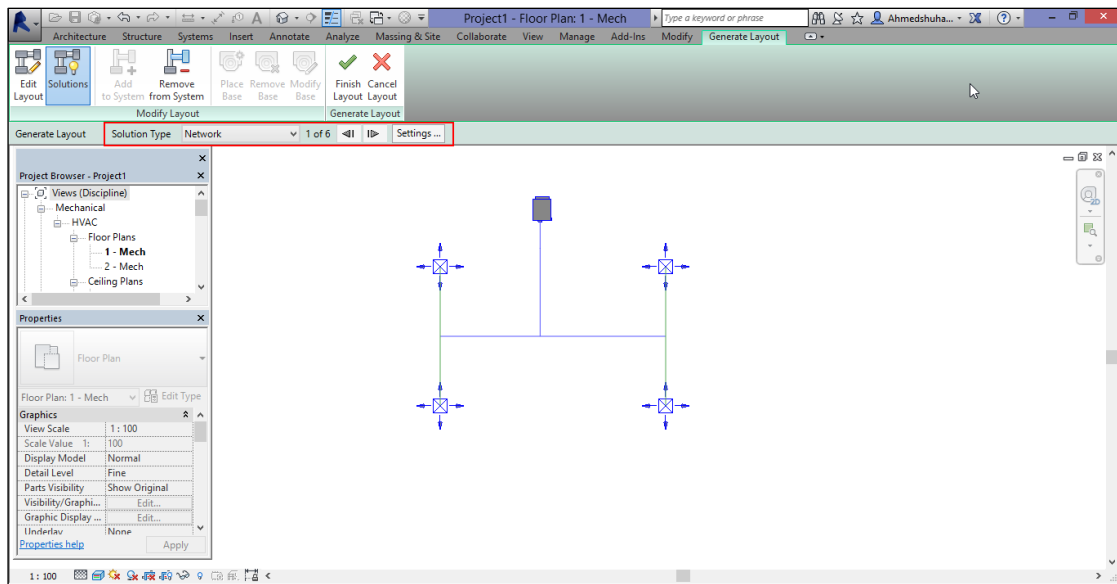 Project1 - Floor Plan: 1 - Mech Type a keyword or phrase Ahmedshuha...
Architecture Structure Systems Insert Annotate Analyze Massing & Site Collaborate View Manage Add-Ins Modify Generate Layout
Edit Layout Solutions Add to System Remove from System Place Base Remove Base Modify Base Finish Layout Cancel Layout
Modify Layout Generate Layout
Generate Layout Solution Type Network 1 of 6 Settings ...
Project Browser - Project1
Views (Discipline)
Mechanical
HVAC
Floor Plans
1 - Mech
2 - Mech
Ceiling Plans
Properties
Floor Plan
Floor Plan: 1 - Mech Edit Type
Graphics
View Scale 1 : 100
Scale Value 1: 100
Display Model Normal
Detail Level Fine
Parts Visibility Show Original
Visibility/Graphi... Edit...
Graphic Display ... Edit...
Underlay None
Properties help Apply
1 : 100